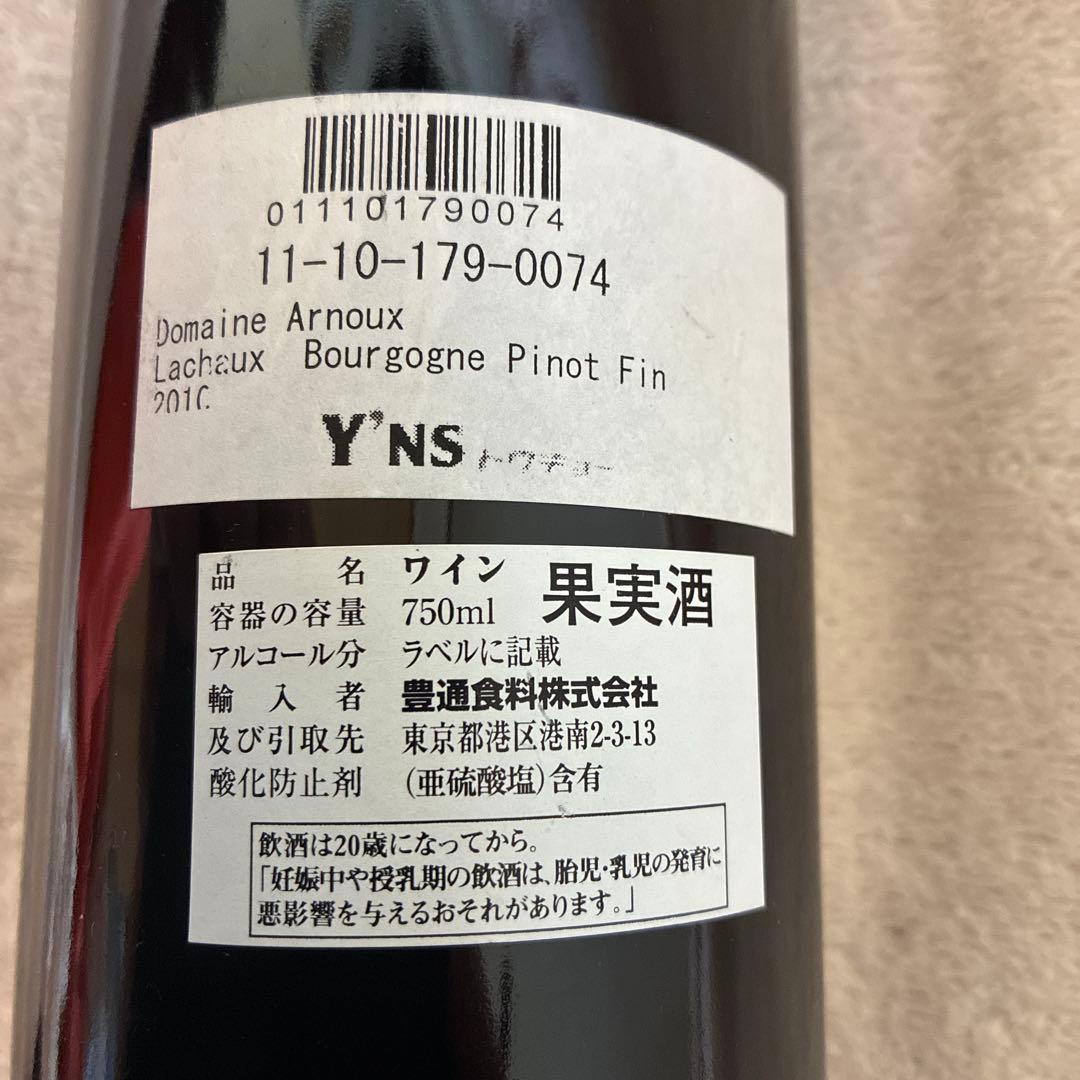 011101790074
11-10-179-0074
Domaine Arnoux
Lachaux Bourgogne Pinot Fin
2010
Y'NS トウチョー
品名 ワイン 果実酒
容器の容量 750ml
アルコール分 ラベルに記載
輸入者 豊通食料株式会社
及び引取先 東京都港区港南2-3-13
酸化防止剤 (亜硫酸塩)含有
飲酒は20歳になってから。
「妊娠中や授乳期の飲酒は、胎児・乳児の発育に
悪影響を与えるおそれがあります。」